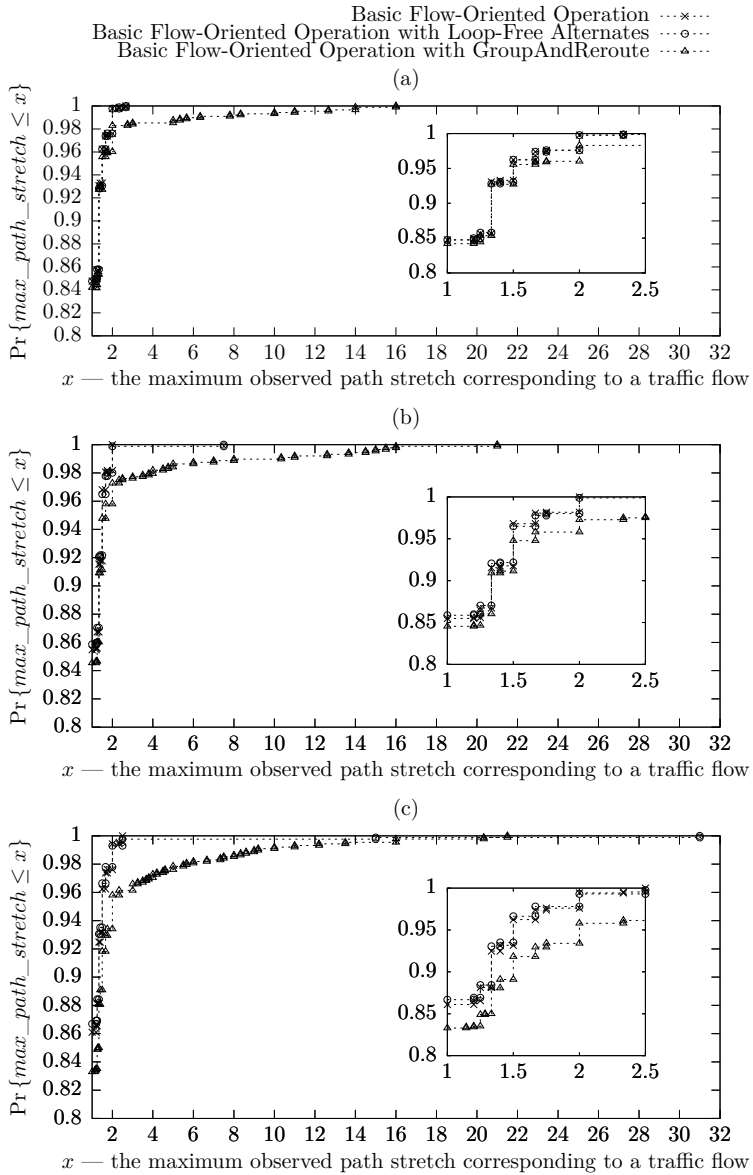 Basic Flow-Oriented Operation
Basic Flow-Oriented Operation with Loop-Free Alternates
Basic Flow-Oriented Operation with GroupAndReroute
(a)
Pr {max_path_stretch ≤ x}
1
0.98
0.96
0.94
0.92
0.9
0.88
0.86
0.84
0.82
0.8
2 4 6 8 10 12 14 16 18 20 22 24 26 28 30 32
1
0.95
0.9
0.85
0.8
1 1.5 2 2.5
x — the maximum observed path stretch corresponding to a traffic flow
(b)
Pr {max_path_stretch ≤ x}
1
0.98
0.96
0.94
0.92
0.9
0.88
0.86
0.84
0.82
0.8
2 4 6 8 10 12 14 16 18 20 22 24 26 28 30 32
1
0.95
0.9
0.85
0.8
1 1.5 2 2.5
x — the maximum observed path stretch corresponding to a traffic flow
(c)
Pr {max_path_stretch ≤ x}
1
0.98
0.96
0.94
0.92
0.9
0.88
0.86
0.84
0.82
0.8
2 4 6 8 10 12 14 16 18 20 22 24 26 28 30 32
1
0.95
0.9
0.85
0.8
1 1.5 2 2.5
x — the maximum observed path stretch corresponding to a traffic flow